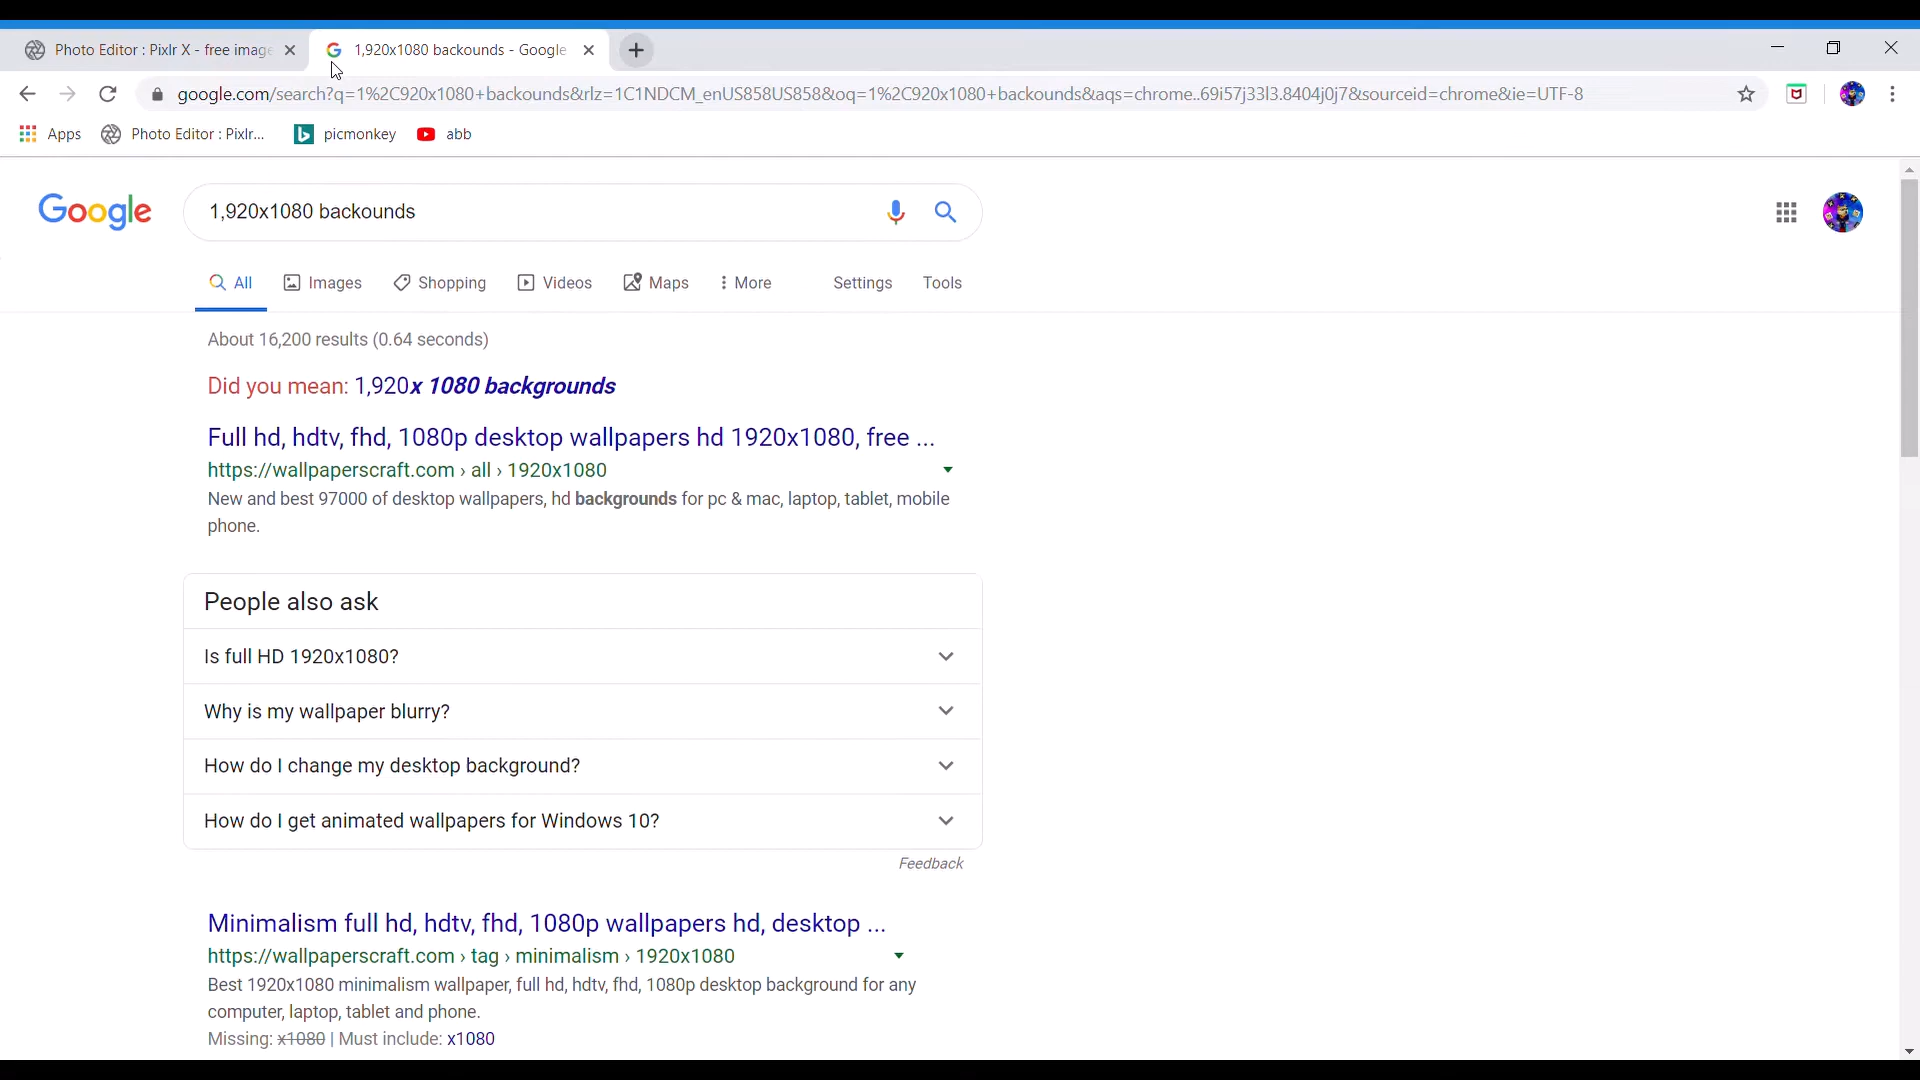 Photo Editor : Pixlr X - free image
1,920x1080 backounds - Google
google.com/search?q=1%2C920x1080+backounds&rlz=1C1NDCM_enUS858US858&oq=1%2C920x1080+backounds&aqs=chrome..69i57j33l3.8404j0j7&sourceid=chrome&ie=UTF-8
Apps
Photo Editor : Pixlr...
picmonkey
abb
Google
1,920x1080 backounds
All
Images
Shopping
Videos
Maps
More
Settings
Tools
About 16,200 results (0.64 seconds)
Did you mean: 1,920x 1080 backgrounds
Full hd, hdtv, fhd, 1080p desktop wallpapers hd 1920x1080, free ...
https://wallpaperscraft.com › all › 1920x1080
New and best 97000 of desktop wallpapers, hd backgrounds for pc & mac, laptop, tablet, mobile
phone.
People also ask
Is full HD 1920x1080?
Why is my wallpaper blurry?
How do I change my desktop background?
How do I get animated wallpapers for Windows 10?
Feedback
Minimalism full hd, hdtv, fhd, 1080p wallpapers hd, desktop ...
https://wallpaperscraft.com › tag › minimalism › 1920x1080
Best 1920x1080 minimalism wallpaper, full hd, hdtv, fhd, 1080p desktop background for any
computer, laptop, tablet and phone.
Missing: x1080 | Must include: x1080